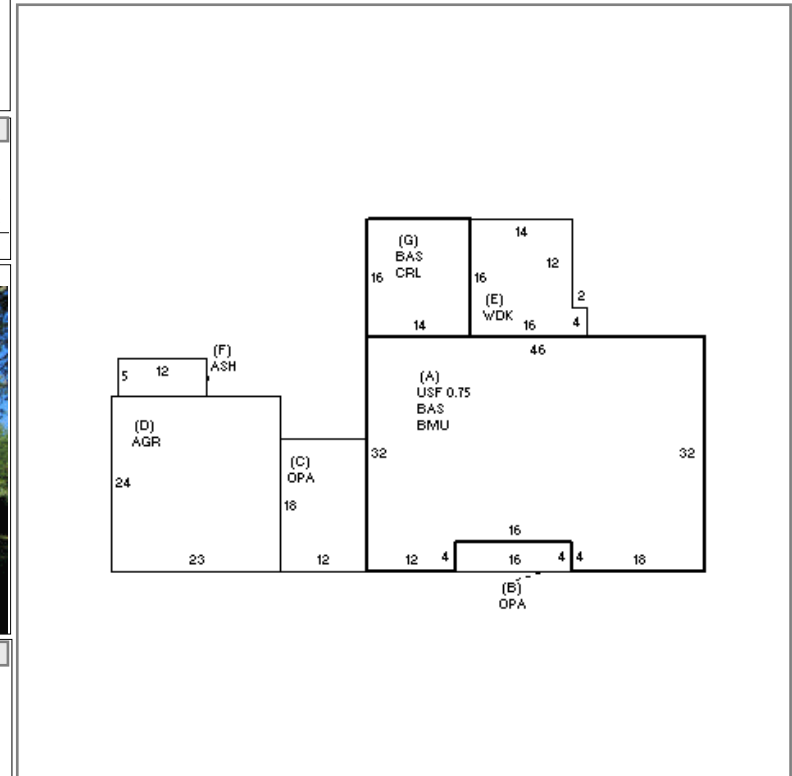 14
(G)
BAS
CRL
12
16
16
(E)
WDK
2
14
16
4
46
(F)
ASH
5
12
(A)
USF 0.75
BAS
BMU
(D)
AGR
(C)
OPA
32
32
24
18
16
23
12
12
4
16
4
4
18
(B)
OPA